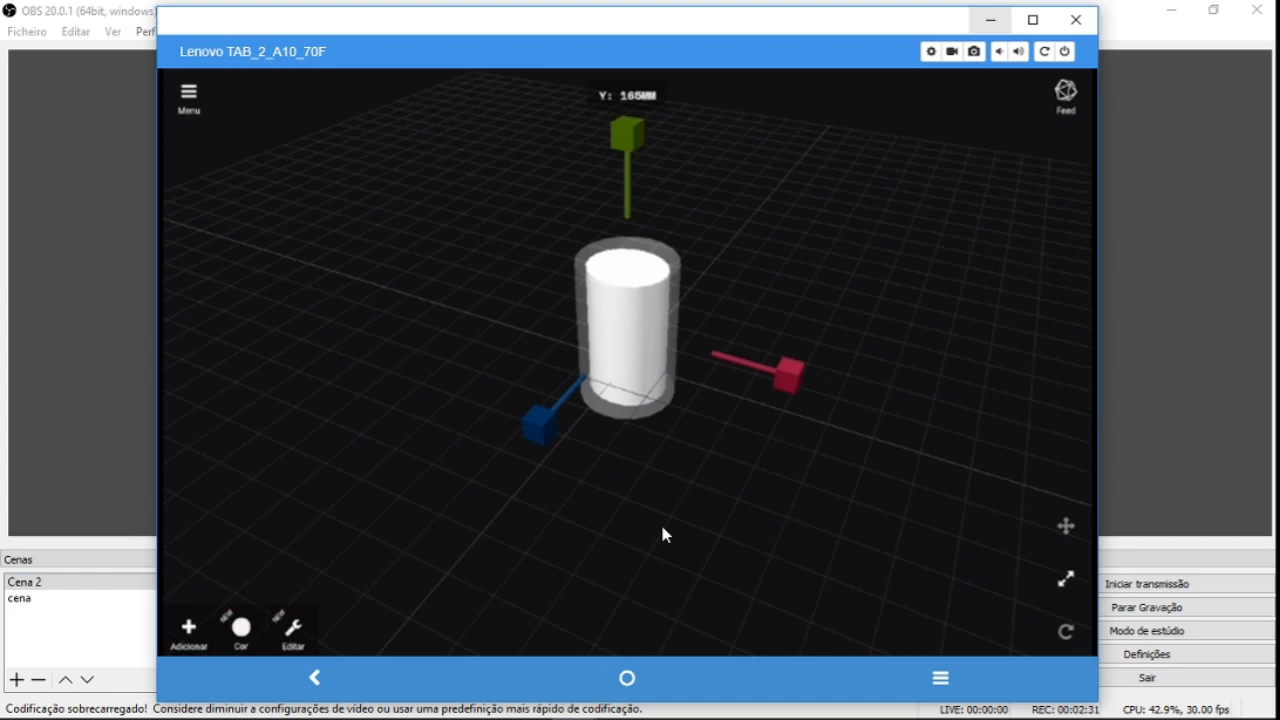 OBS 20.0.1 (64bit, windows)
Ficheiro Editar Ver Perf
Lenovo TAB_2_A10_70F
Menu
Y: 165MM
Feed
NEW
NEW
Adicionar Cor Editar
Cenas
Cena 2
cena
Iniciar transmissão
Parar Gravação
Modo de estúdio
Definições
Sair
Codificação sobrecarregado! Considere diminuir a configurações de vídeo ou usar uma predefinição mais rápido de codificação.
LIVE: 00:00:00 REC: 00:02:31 CPU: 42.9%, 30.00 fps